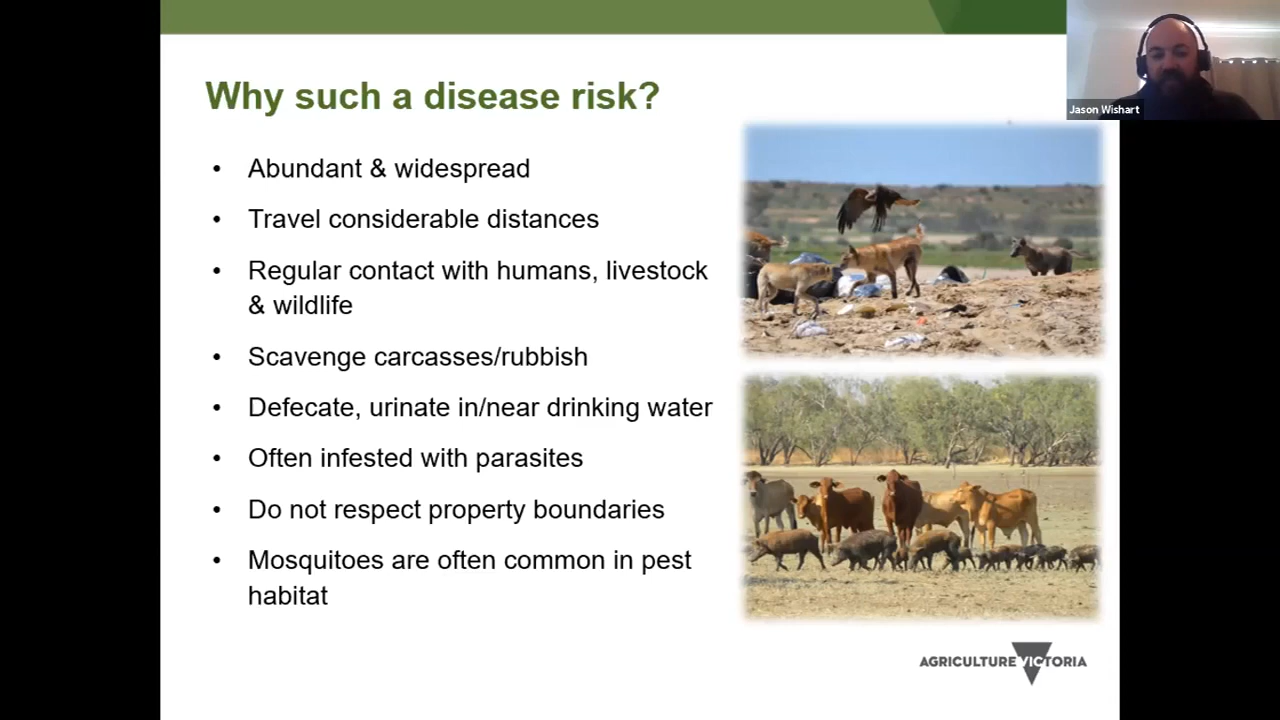 Why such a disease risk?
• Abundant & widespread
• Travel considerable distances
• Regular contact with humans, livestock
& wildlife
• Scavenge carcasses/rubbish
• Defecate, urinate in/near drinking water
• Often infested with parasites
• Do not respect property boundaries
• Mosquitoes are often common in pest
habitat
Jason Wishart
AGRICULTURE VICTORIA